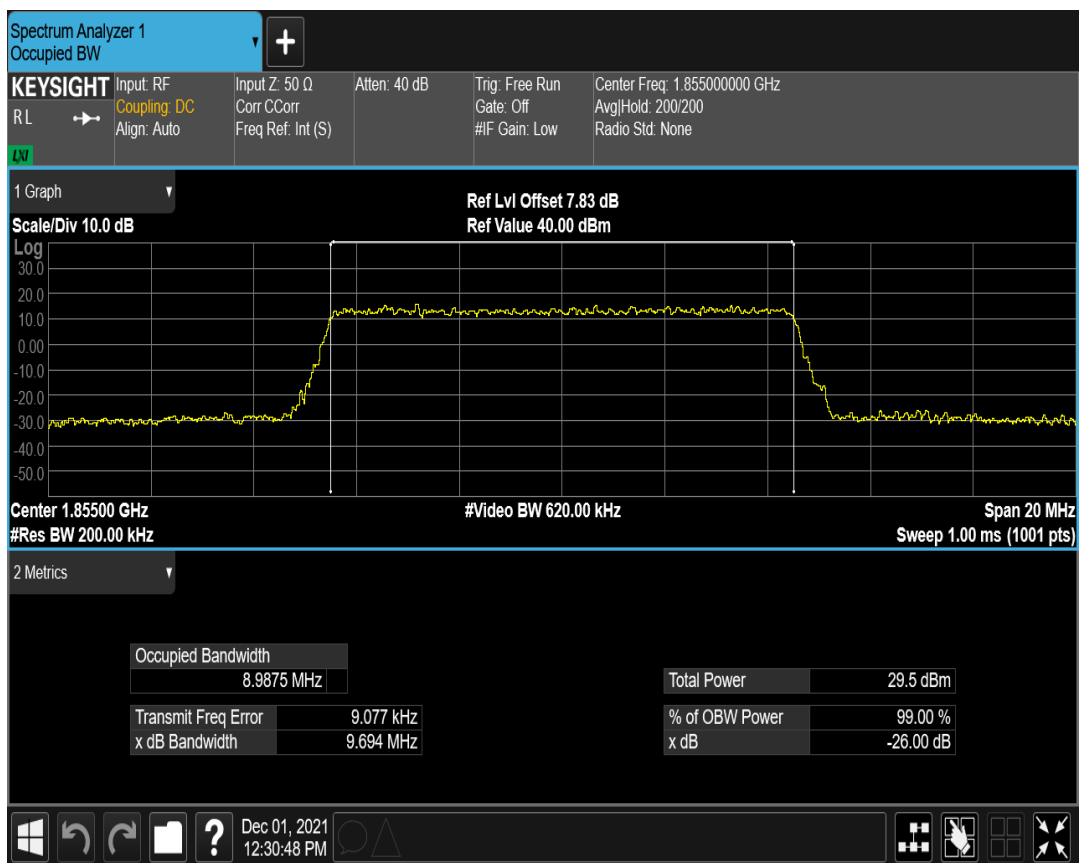 Spectrum Analyzer 1
Occupied BW
+
KEYSIGHT
RL
LXI
Input: RF
Coupling: DC
Align: Auto
Input Z: 50 Ω
Corr CCorr
Freq Ref: Int (S)
Atten: 40 dB
Trig: Free Run
Gate: Off
#IF Gain: Low
Center Freq: 1.855000000 GHz
Avg|Hold: 200/200
Radio Std: None
1 Graph
Scale/Div 10.0 dB
Ref Lvl Offset 7.83 dB
Ref Value 40.00 dBm
Log
30.0
20.0
10.0
0.00
-10.0
-20.0
-30.0
-40.0
-50.0
Center 1.85500 GHz
#Video BW 620.00 kHz
Span 20 MHz
#Res BW 200.00 kHz
Sweep 1.00 ms (1001 pts)
2 Metrics
Occupied Bandwidth
8.9875 MHz
Transmit Freq Error 9.077 kHz
x dB Bandwidth 9.694 MHz
Total Power 29.5 dBm
% of OBW Power 99.00 %
x dB -26.00 dB
?
Dec 01, 2021
12:30:48 PM